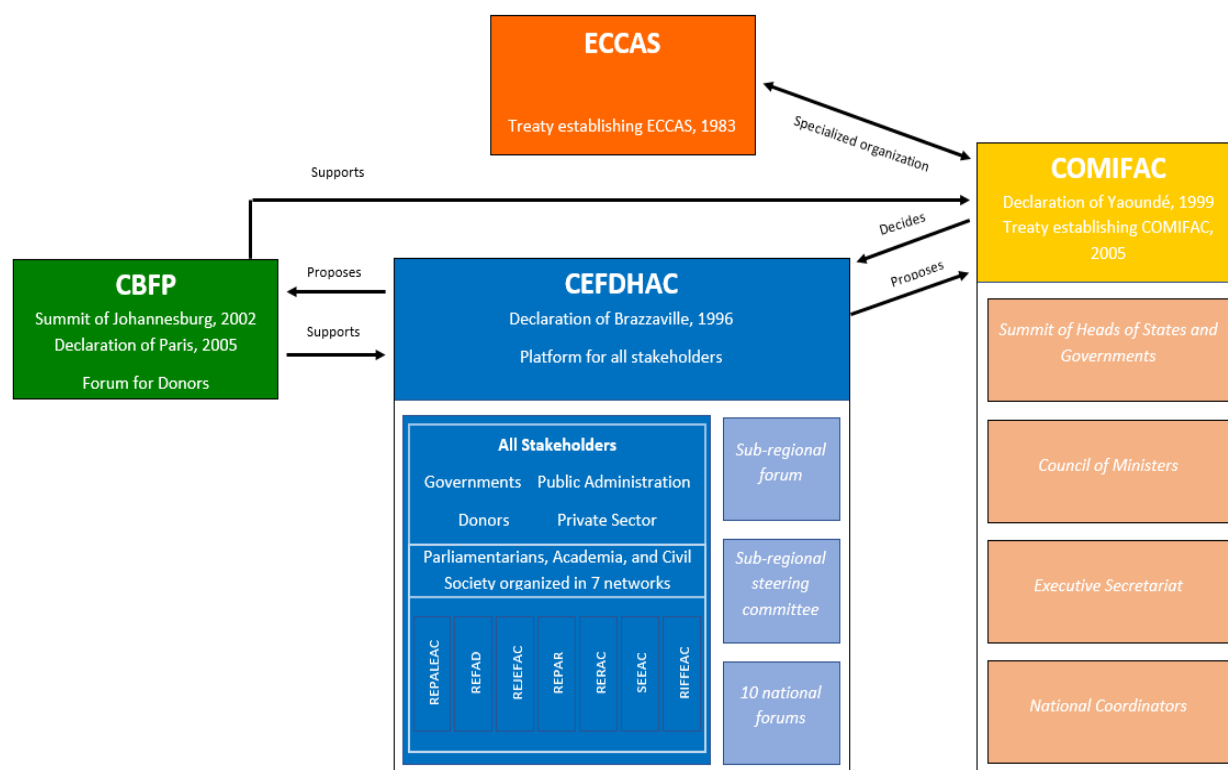 ECCAS
Treaty establishing ECCAS, 1983
Specialized organization
Supports
COMIFAC
Declaration of Yaoundé, 1999
Treaty establishing COMIFAC,
2005
Decides
Proposes
CBFP
Summit of Johannesburg, 2002
Declaration of Paris, 2005
Forum for Donors
Proposes
Supports
CEFDHAC
Declaration of Brazzaville, 1996
Platform for all stakeholders
All Stakeholders
Governments Public Administration
Donors Private Sector
Parliamentarians, Academia, and Civil
Society organized in 7 networks
REPALEAC
REFAD
REJEFAC
REPAR
RERAC
SEEAC
RIFFEAC
Sub-regional
forum
Sub-regional
steering
committee
10 national
forums
Summit of Heads of States and
Governments
Council of Ministers
Executive Secretariat
National Coordinators